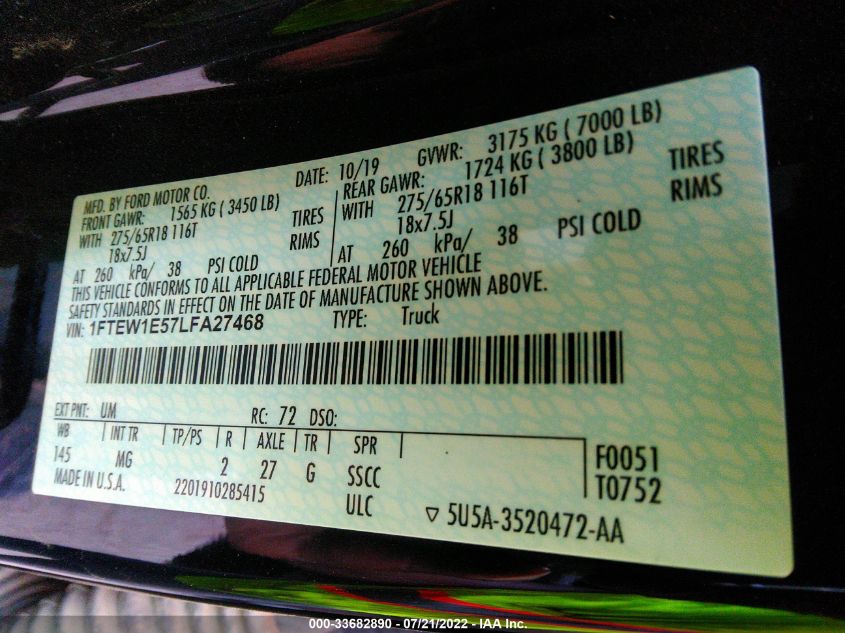 MFD. BY FORD MOTOR CO.
DATE: 10/19 GVWR: 3175 KG ( 7000 LB)
FRONT GAWR: 1565 KG ( 3450 LB)
REAR GAWR: 1724 KG ( 3800 LB)
WITH 275/65R18 116T TIRES
WITH 275/65R18 116T TIRES
18x7.5J RIMS
18x7.5J RIMS
AT 260 kPa/ 38 PSI COLD
AT 260 kPa/ 38 PSI COLD
THIS VEHICLE CONFORMS TO ALL APPLICABLE FEDERAL MOTOR VEHICLE
SAFETY STANDARDS IN EFFECT ON THE DATE OF MANUFACTURE SHOWN ABOVE.
VIN: 1FTEW1E57LFA27468 TYPE: Truck
EXT PNT: UM RC: 72 DSO:
WB INT TR TP/PS R AXLE TR SPR
145 MG 2 27 G SSCC
F0051
T0752
MADE IN U.S.A. 2201910285415 ULC
▽ 5U5A-3520472-AA
000-33682890 - 07/21/2022 - IAA Inc.